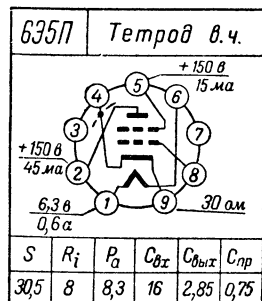 6Э5П
Тетрод в.ч.
+150 в
15 ма
4
5
6
3
7
+150 в
45 ма
2
8
6,3 в
0,6 а
1
9
30 ом
S Ri Pа Cвх Cвых Cпр
30,5 8 8,3 16 2,85 0,75